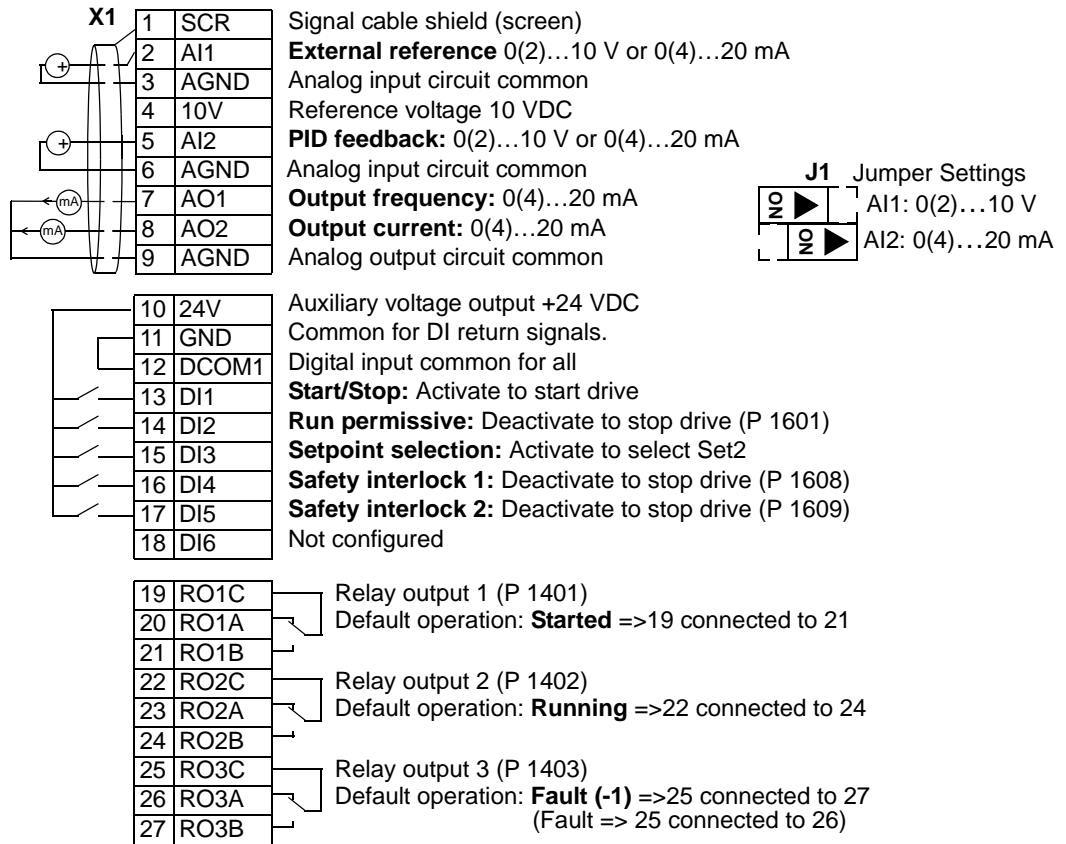 X1
1 SCR Signal cable shield (screen)
2 AI1 External reference 0(2)…10 V or 0(4)…20 mA
+
3 AGND Analog input circuit common
4 10V Reference voltage 10 VDC
5 AI2 PID feedback: 0(2)…10 V or 0(4)…20 mA
+
6 AGND Analog input circuit common
mA 7 AO1 Output frequency: 0(4)…20 mA
mA 8 AO2 Output current: 0(4)…20 mA
9 AGND Analog output circuit common
J1 Jumper Settings
ON AI1: 0(2)…10 V
ON AI2: 0(4)…20 mA
10 24V Auxiliary voltage output +24 VDC
11 GND Common for DI return signals.
12 DCOM1 Digital input common for all
13 DI1 Start/Stop: Activate to start drive
14 DI2 Run permissive: Deactivate to stop drive (P 1601)
15 DI3 Setpoint selection: Activate to select Set2
16 DI4 Safety interlock 1: Deactivate to stop drive (P 1608)
17 DI5 Safety interlock 2: Deactivate to stop drive (P 1609)
18 DI6 Not configured
19 RO1C Relay output 1 (P 1401)
20 RO1A Default operation: Started =>19 connected to 21
21 RO1B
22 RO2C Relay output 2 (P 1402)
23 RO2A Default operation: Running =>22 connected to 24
24 RO2B
25 RO3C Relay output 3 (P 1403)
26 RO3A Default operation: Fault (-1) =>25 connected to 27
27 RO3B (Fault => 25 connected to 26)